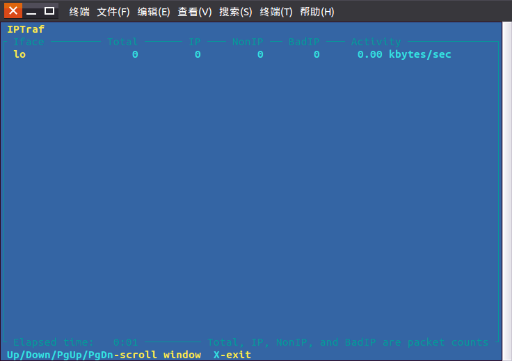 终端 文件(F) 编辑(E) 查看(V) 搜索(S) 终端(T) 帮助(H)
IPTraf
Iface Total IP NonIP BadIP Activity
lo 0 0 0 0 0.00 kbytes/sec
Elapsed time: 0:01 Total, IP, NonIP, and BadIP are packet counts
Up/Down/PgUp/PgDn-scroll window X-exit